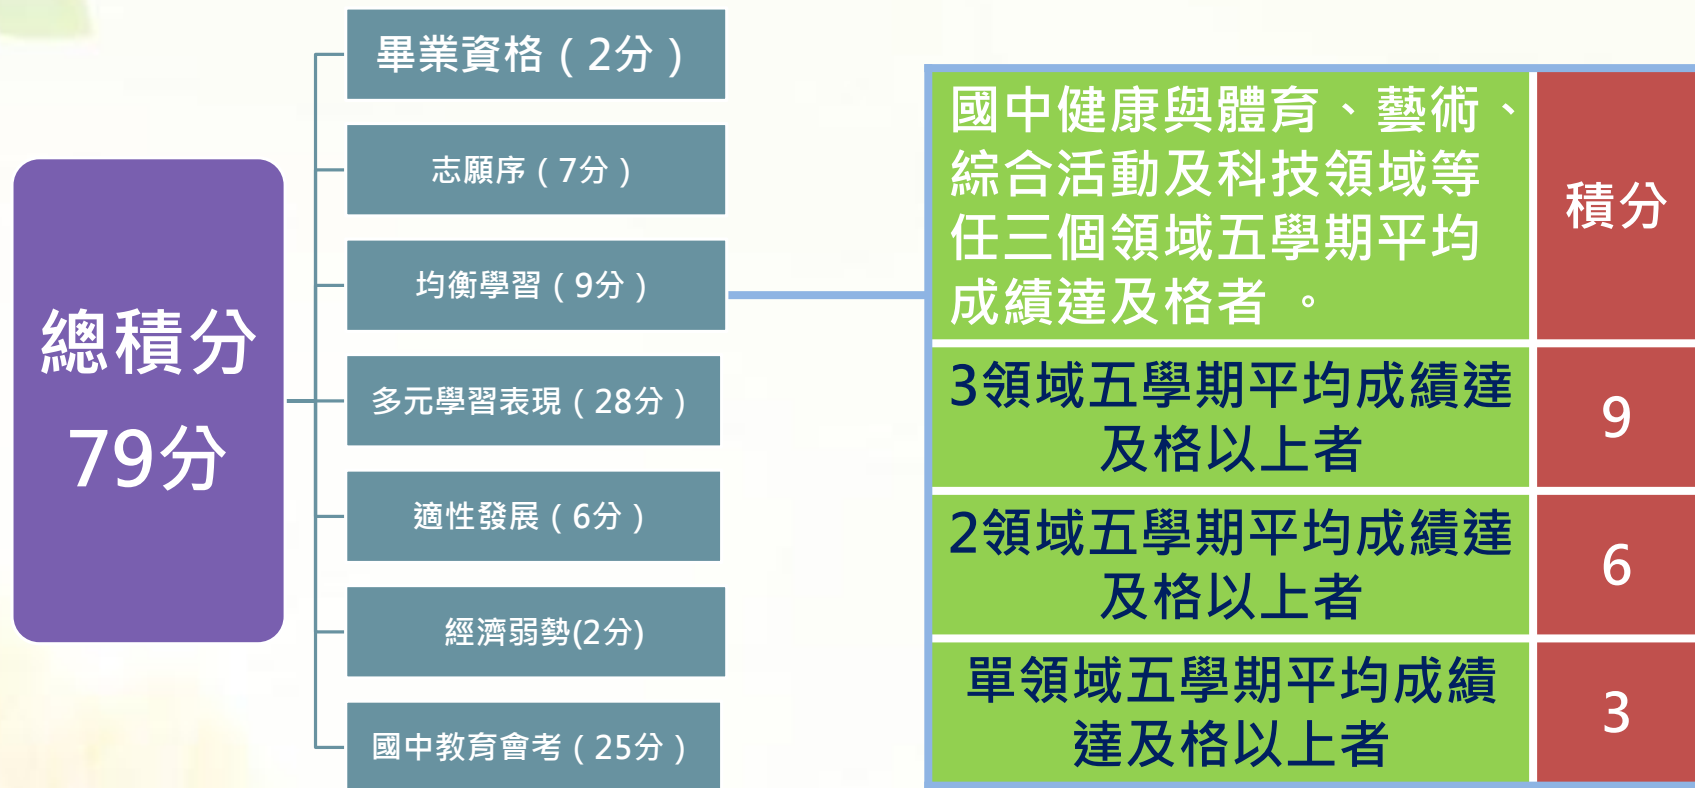 總積分
79分
畢業資格（2分）
志願序（7分）
均衡學習（9分）
多元學習表現（28分）
適性發展（6分）
經濟弱勢(2分)
國中教育會考（25分）
國中健康與體育、藝術、
綜合活動及科技領域等
任三個領域五學期平均
成績達及格者。
積分
3領域五學期平均成績達
及格以上者
9
2領域五學期平均成績達
及格以上者
6
單領域五學期平均成績
達及格以上者
3